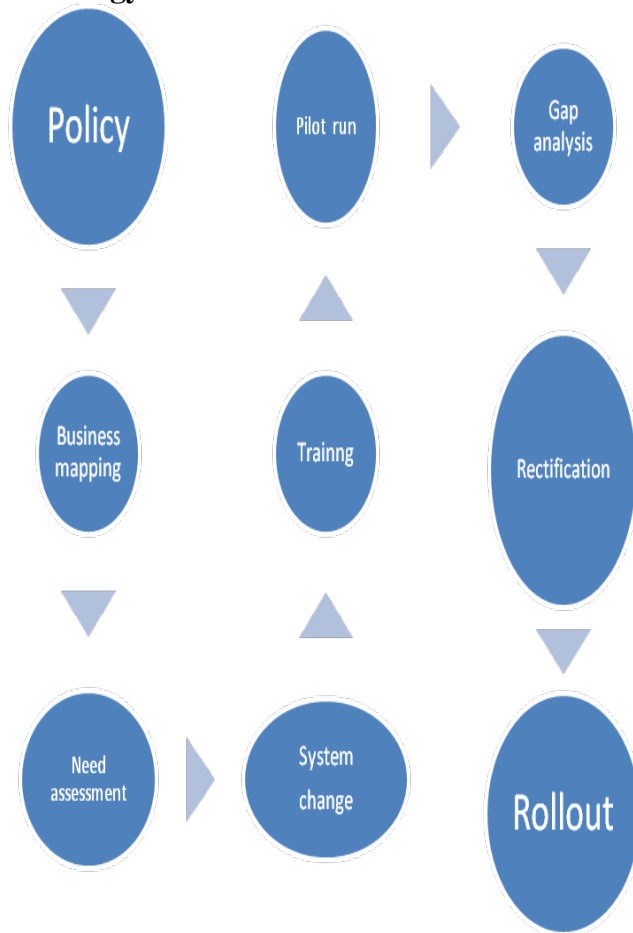 Policy
Business
mapping
Need
assessment
System
change
Trainng
Pilot run
Gap
analysis
Rectification
Rollout